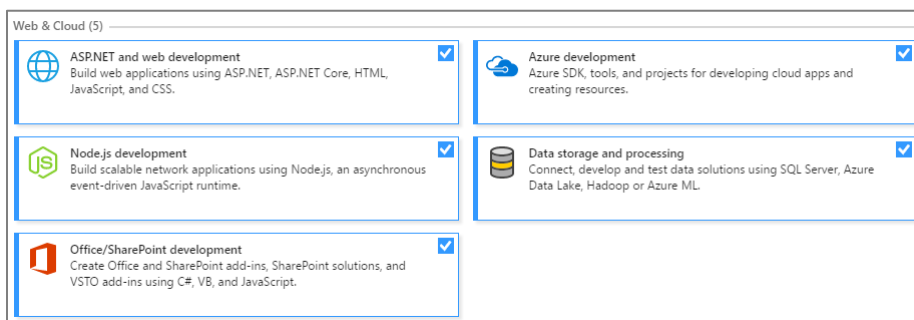 Web & Cloud (5)
ASP.NET and web development
Build web applications using ASP.NET, ASP.NET Core, HTML,
JavaScript, and CSS.
Azure development
Azure SDK, tools, and projects for developing cloud apps and
creating resources.
Node.js development
Build scalable network applications using Node.js, an asynchronous
event-driven JavaScript runtime.
Data storage and processing
Connect, develop and test data solutions using SQL Server, Azure
Data Lake, Hadoop or Azure ML.
Office/SharePoint development
Create Office and SharePoint add-ins, SharePoint solutions, and
VSTO add-ins using C#, VB, and JavaScript.